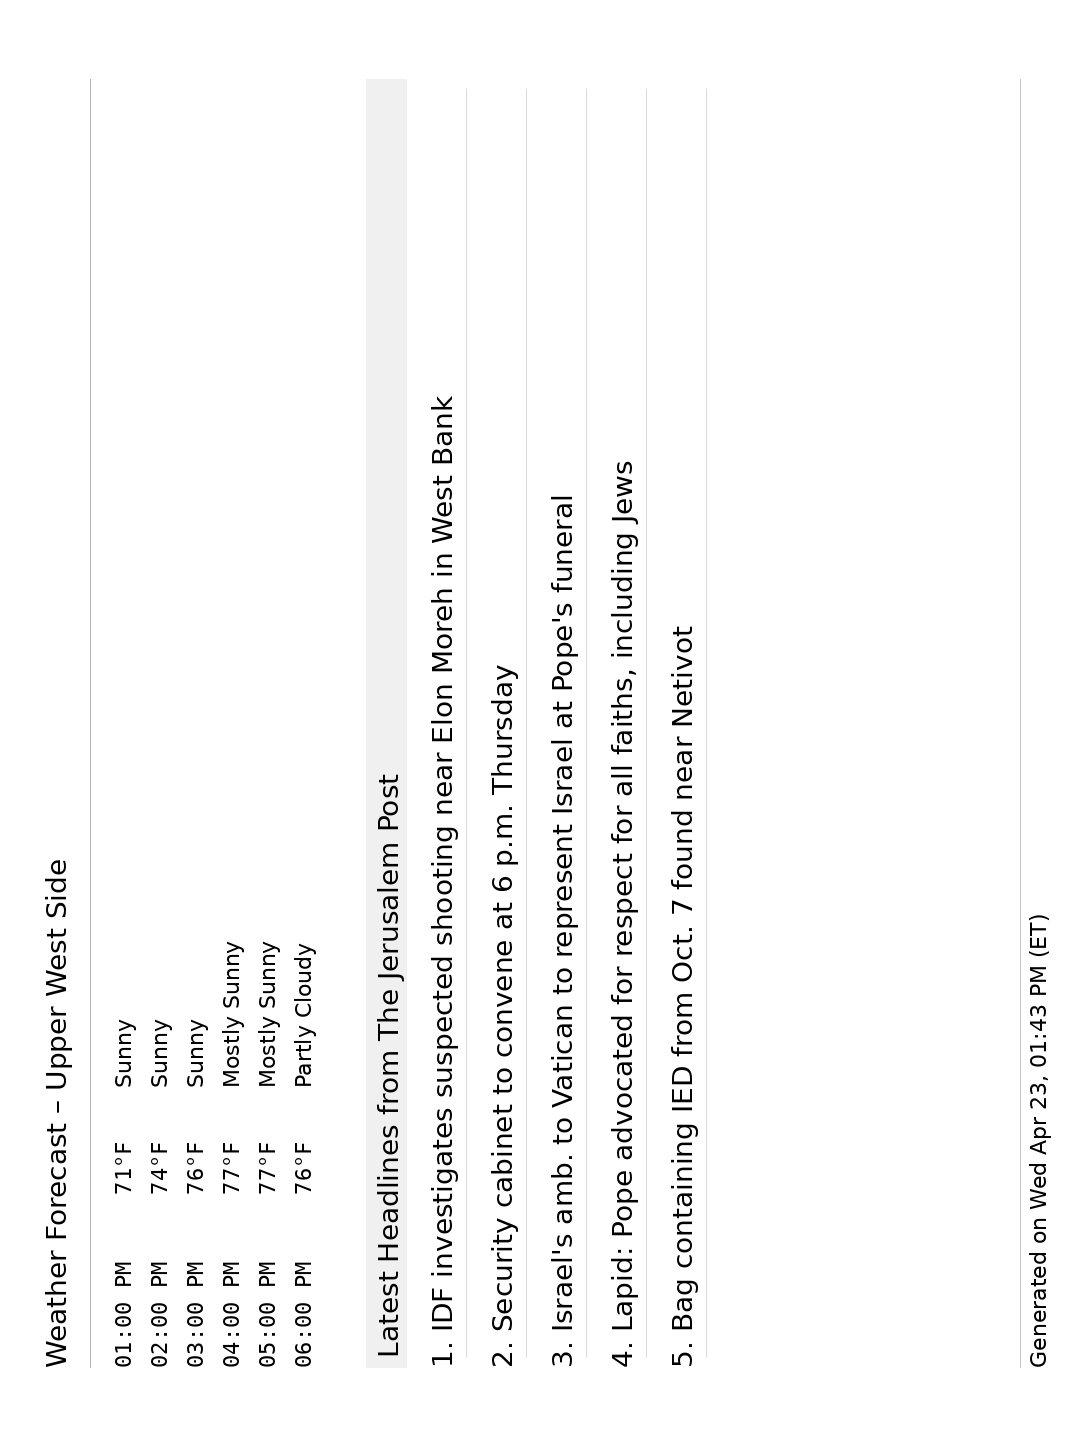 Weather Forecast – Upper West Side
01:00 PM 71°F Sunny
02:00 PM 74°F Sunny
03:00 PM 76°F Sunny
04:00 PM 77°F Mostly Sunny
05:00 PM 77°F Mostly Sunny
06:00 PM 76°F Partly Cloudy
Latest Headlines from The Jerusalem Post
1. IDF investigates suspected shooting near Elon Moreh in West Bank
2. Security cabinet to convene at 6 p.m. Thursday
3. Israel's amb. to Vatican to represent Israel at Pope's funeral
4. Lapid: Pope advocated for respect for all faiths, including Jews
5. Bag containing IED from Oct. 7 found near Netivot
Generated on Wed Apr 23, 01:43 PM (ET)